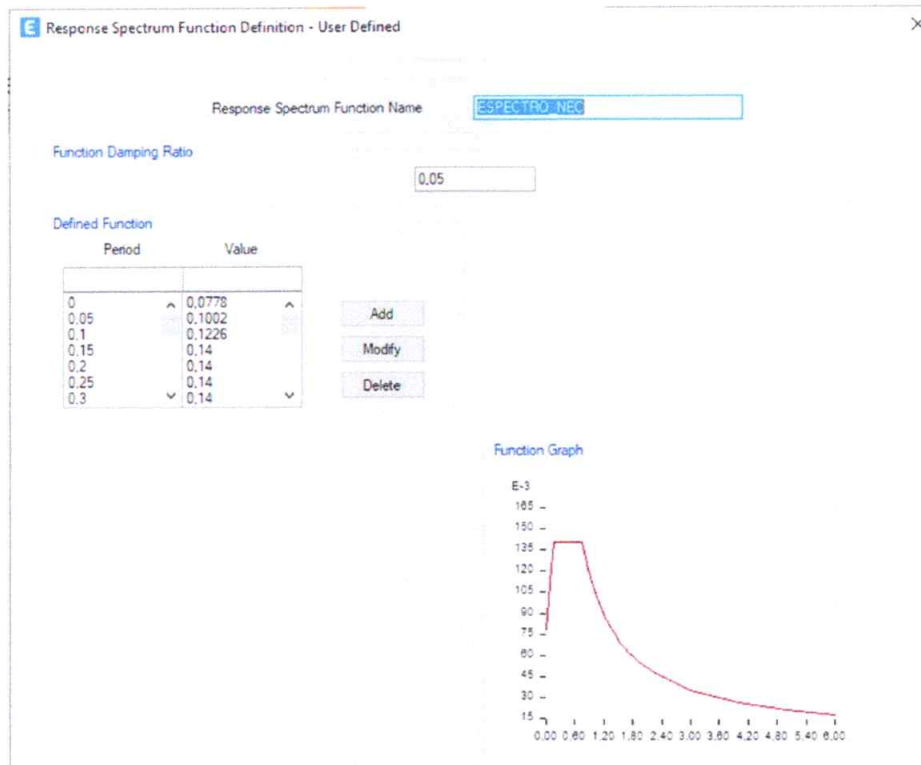 E Response Spectrum Function Definition - User Defined
Response Spectrum Function Name ESPECTRO_NEC
Function Damping Ratio
0.05
Defined Function
Period Value
0 0.0778
0.05 0.1002
0.1 0.1226
0.15 0.14
0.2 0.14
0.25 0.14
0.3 0.14
Add
Modify
Delete
Function Graph
E-3
165
150
135
120
105
90
75
60
45
30
15
0.00 0.60 1.20 1.80 2.40 3.00 3.60 4.20 4.80 5.40 6.00